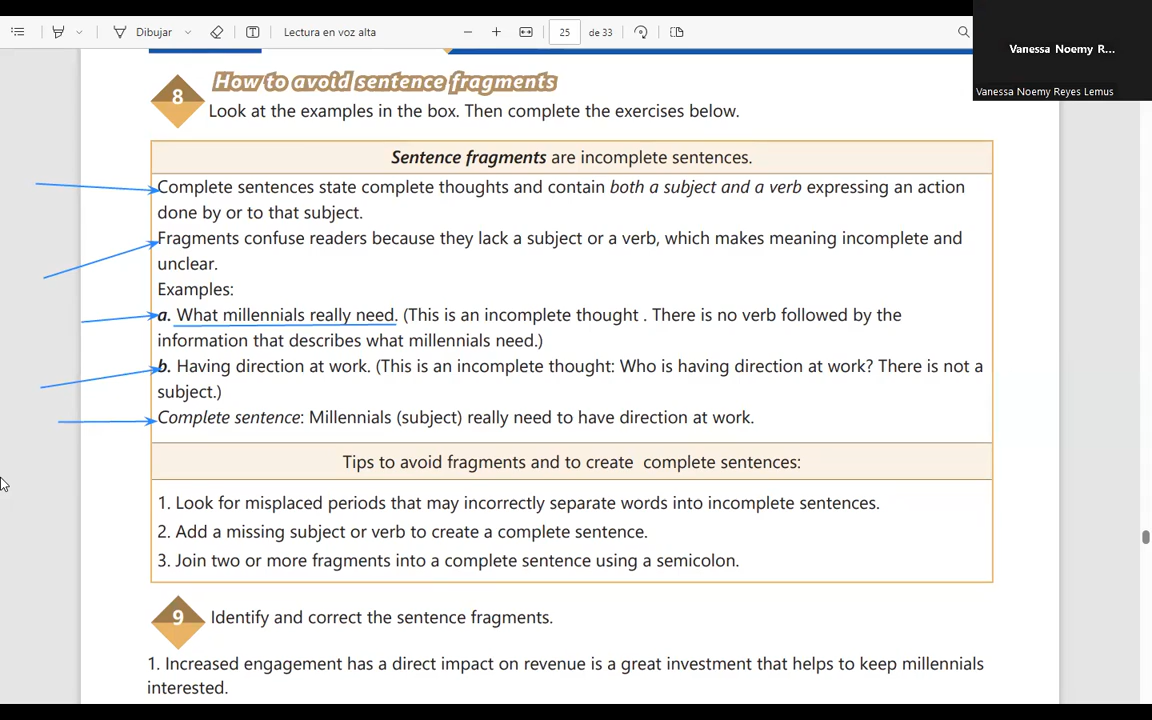 Dibujar
Lectura en voz alta
25
de 33
Vanessa Noemy R...
Vanessa Noemy Reyes Lemus
8
How to avoid sentence fragments
Look at the examples in the box. Then complete the exercises below.
Sentence fragments are incomplete sentences.
Complete sentences state complete thoughts and contain both a subject and a verb expressing an action
done by or to that subject.
Fragments confuse readers because they lack a subject or a verb, which makes meaning incomplete and
unclear.
Examples:
a. What millennials really need. (This is an incomplete thought . There is no verb followed by the
information that describes what millennials need.)
b. Having direction at work. (This is an incomplete thought: Who is having direction at work? There is not a
subject.)
Complete sentence: Millennials (subject) really need to have direction at work.
Tips to avoid fragments and to create complete sentences:
1. Look for misplaced periods that may incorrectly separate words into incomplete sentences.
2. Add a missing subject or verb to create a complete sentence.
3. Join two or more fragments into a complete sentence using a semicolon.
9
Identify and correct the sentence fragments.
1. Increased engagement has a direct impact on revenue is a great investment that helps to keep millennials
interested.